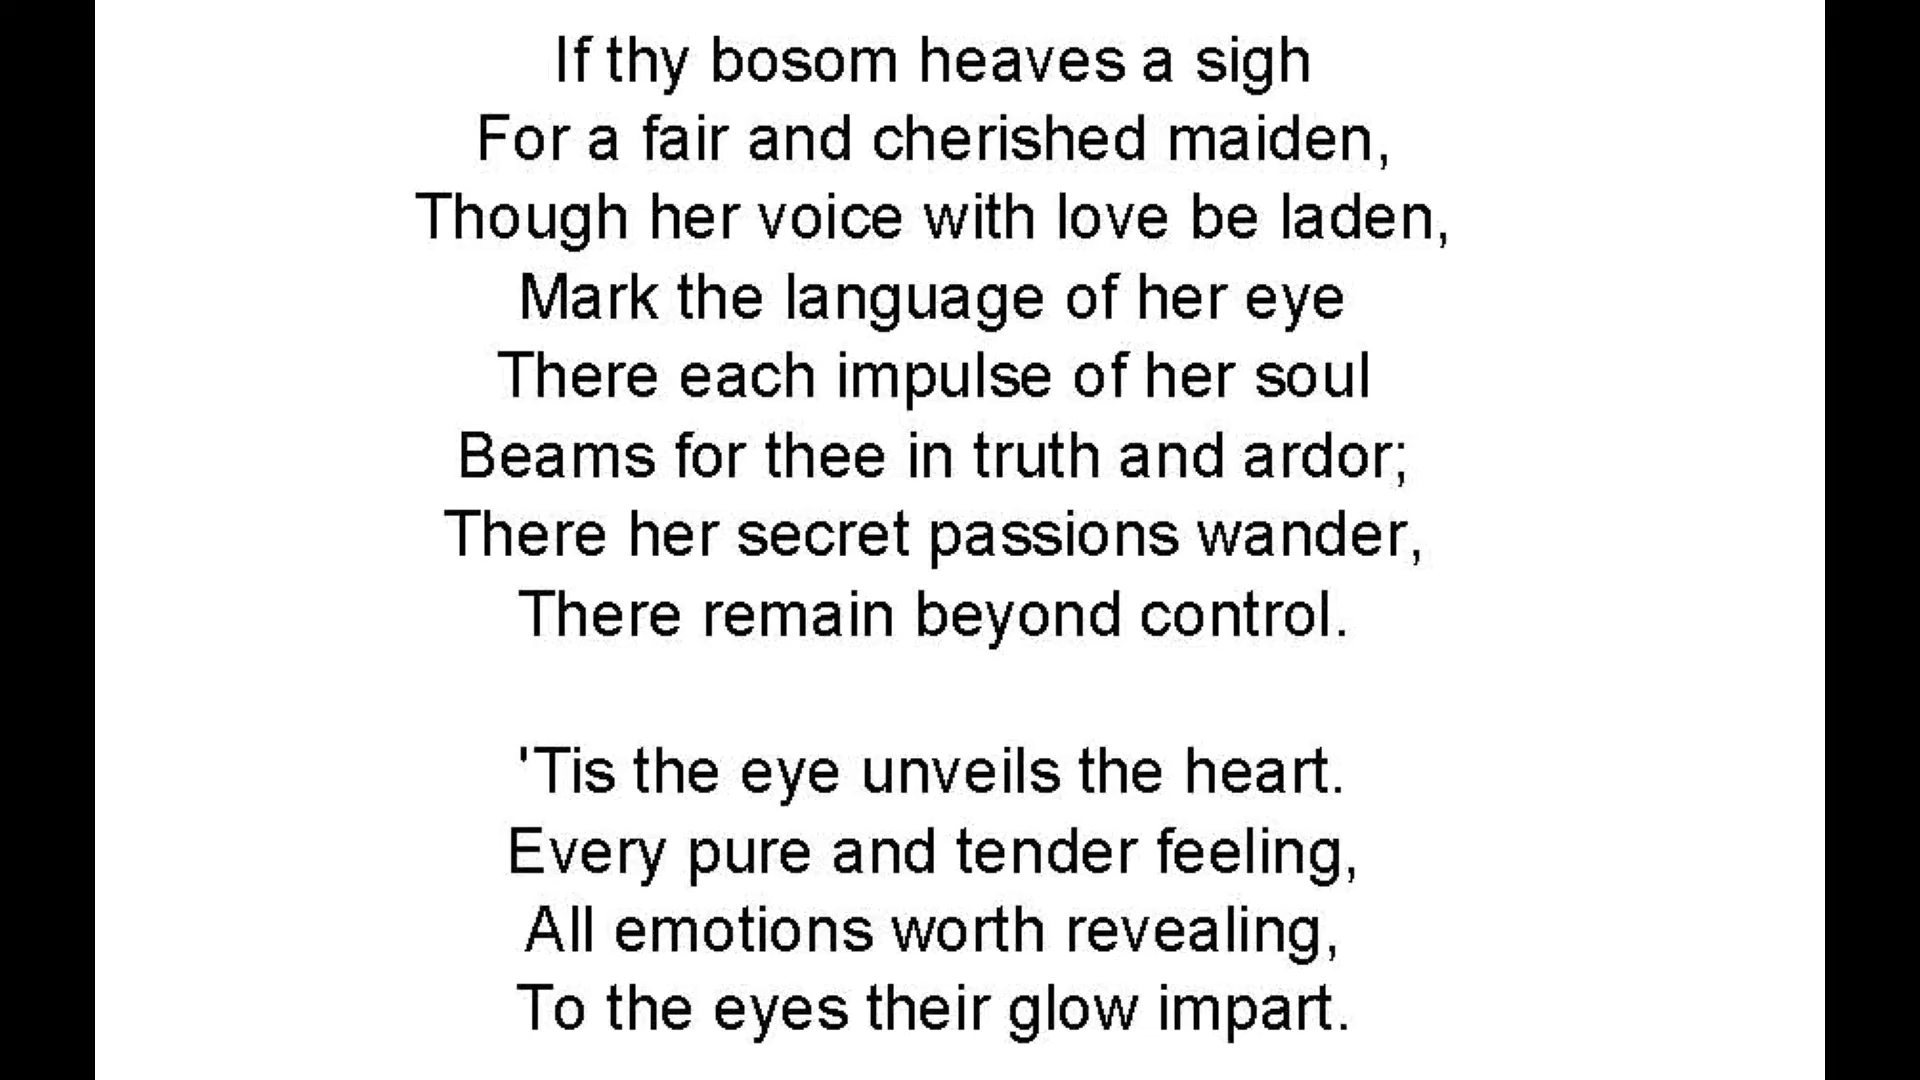 If thy bosom heaves a sigh
For a fair and cherished maiden,
Though her voice with love be laden,
Mark the language of her eye
There each impulse of her soul
Beams for thee in truth and ardor;
There her secret passions wander,
There remain beyond control.
'Tis the eye unveils the heart.
Every pure and tender feeling,
All emotions worth revealing,
To the eyes their glow impart.